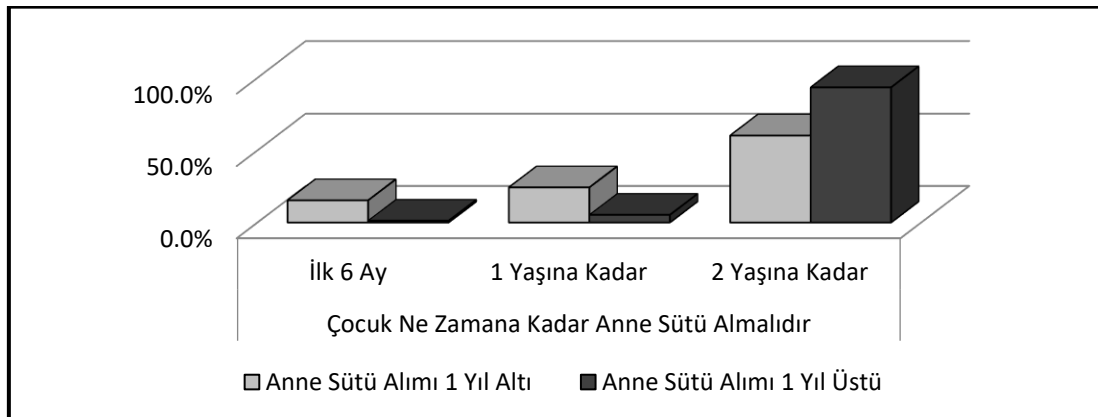 100.0%
50.0%
0.0%
İlk 6 Ay
1 Yaşına Kadar
2 Yaşına Kadar
Çocuk Ne Zamana Kadar Anne Sütü Almalıdır
Anne Sütü Alımı 1 Yıl Altı
Anne Sütü Alımı 1 Yıl Üstü